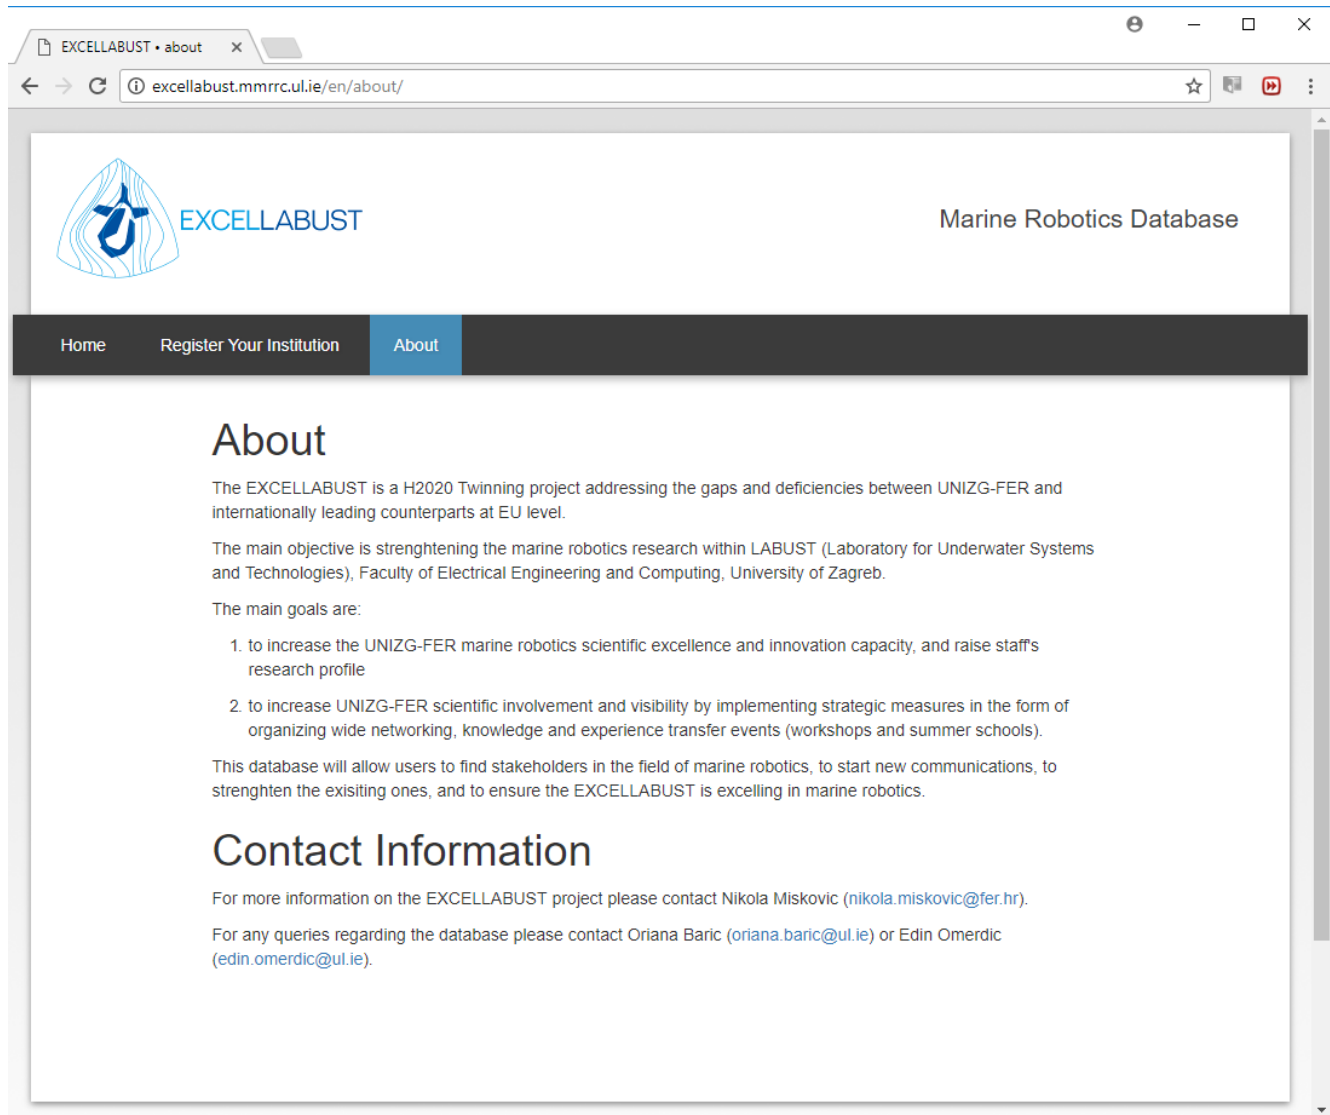 EXCELLABUST • about
excellabust.mmrrc.ul.ie/en/about/
EXCELLABUST
Marine Robotics Database
Home
Register Your Institution
About
About
The EXCELLABUST is a H2020 Twinning project addressing the gaps and deficiencies between UNIZG-FER and
internationally leading counterparts at EU level.
The main objective is strenghtening the marine robotics research within LABUST (Laboratory for Underwater Systems
and Technologies), Faculty of Electrical Engineering and Computing, University of Zagreb.
The main goals are:
1. to increase the UNIZG-FER marine robotics scientific excellence and innovation capacity, and raise staff's
research profile
2. to increase UNIZG-FER scientific involvement and visibility by implementing strategic measures in the form of
organizing wide networking, knowledge and experience transfer events (workshops and summer schools).
This database will allow users to find stakeholders in the field of marine robotics, to start new communications, to
strenghten the exisiting ones, and to ensure the EXCELLABUST is excelling in marine robotics.
Contact Information
For more information on the EXCELLABUST project please contact Nikola Miskovic (nikola.miskovic@fer.hr).
For any queries regarding the database please contact Oriana Baric (oriana.baric@ul.ie) or Edin Omerdic
(edin.omerdic@ul.ie).